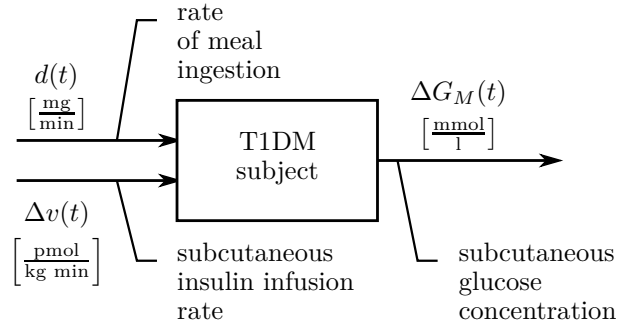 rate
of meal
ingestion
d(t)
[mg/min]
ΔG_M(t)
[mmol/l]
T1DM
subject
Δv(t)
[pmol/kg min]
subcutaneous
insulin infusion
rate
subcutaneous
glucose
concentration